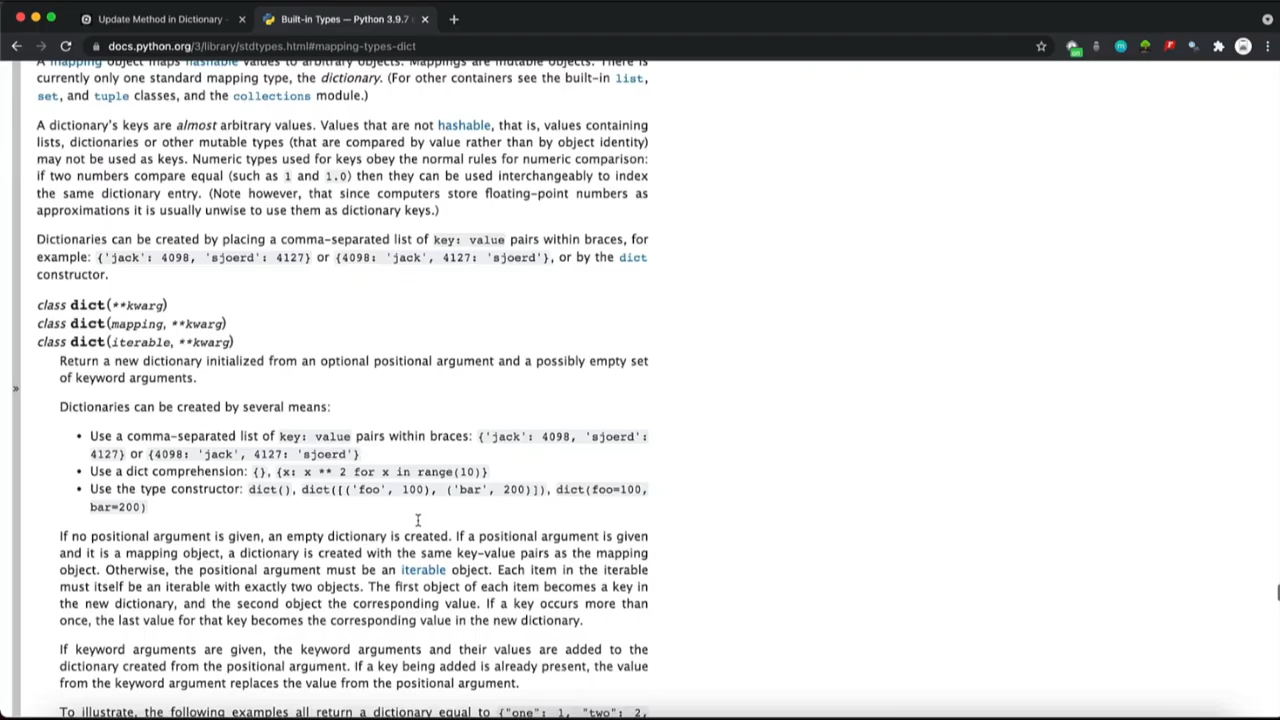 Update Method in Dictionary
Built-in Types — Python 3.9.7
docs.python.org/3/library/stdtypes.html#mapping-types-dict
A mapping object maps hashable values to arbitrary objects. Mappings are mutable objects. There is
currently only one standard mapping type, the dictionary. (For other containers see the built-in list,
set, and tuple classes, and the collections module.)
A dictionary's keys are almost arbitrary values. Values that are not hashable, that is, values containing
lists, dictionaries or other mutable types (that are compared by value rather than by object identity)
may not be used as keys. Numeric types used for keys obey the normal rules for numeric comparison:
if two numbers compare equal (such as 1 and 1.0) then they can be used interchangeably to index
the same dictionary entry. (Note however, that since computers store floating-point numbers as
approximations it is usually unwise to use them as dictionary keys.)
Dictionaries can be created by placing a comma-separated list of key: value pairs within braces, for
example: {'jack': 4098, 'sjoerd': 4127} or {4098: 'jack', 4127: 'sjoerd'}, or by the dict
constructor.
class dict(**kwarg)
class dict(mapping, **kwarg)
class dict(iterable, **kwarg)
Return a new dictionary initialized from an optional positional argument and a possibly empty set
of keyword arguments.
Dictionaries can be created by several means:
• Use a comma-separated list of key: value pairs within braces: {'jack': 4098, 'sjoerd':
4127} or {4098: 'jack', 4127: 'sjoerd'}
• Use a dict comprehension: {}, {x: x ** 2 for x in range(10)}
• Use the type constructor: dict(), dict([('foo', 100), ('bar', 200)]), dict(foo=100,
bar=200)
If no positional argument is given, an empty dictionary is created. If a positional argument is given
and it is a mapping object, a dictionary is created with the same key-value pairs as the mapping
object. Otherwise, the positional argument must be an iterable object. Each item in the iterable
must itself be an iterable with exactly two objects. The first object of each item becomes a key in
the new dictionary, and the second object the corresponding value. If a key occurs more than
once, the last value for that key becomes the corresponding value in the new dictionary.
If keyword arguments are given, the keyword arguments and their values are added to the
dictionary created from the positional argument. If a key being added is already present, the value
from the keyword argument replaces the value from the positional argument.
To illustrate, the following examples all return a dictionary equal to {"one": 1, "two": 2,